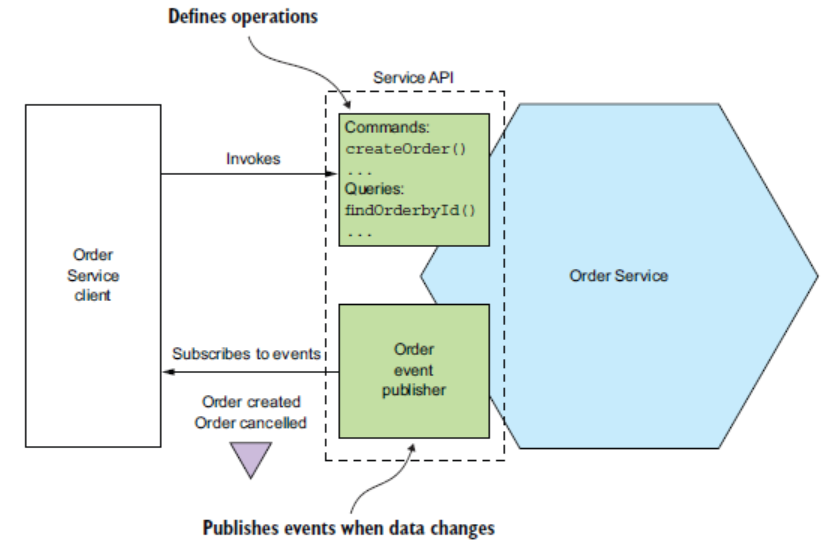 Defines operations
Service API
Commands:
createOrder()
...
Queries:
findOrderbyId()
...
Invokes
Order
Service
client
Order Service
Subscribes to events
Order
event
publisher
Order created
Order cancelled
Publishes events when data changes